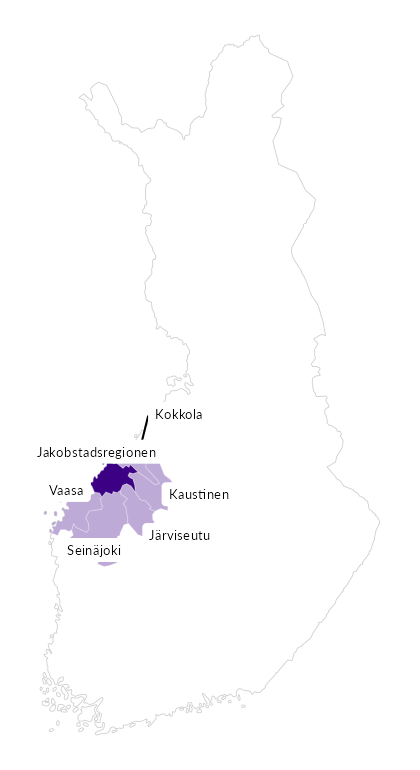 Kokkola
Jakobstadsregionen
Vaasa
Kaustinen
Järviseutu
Seinäjoki